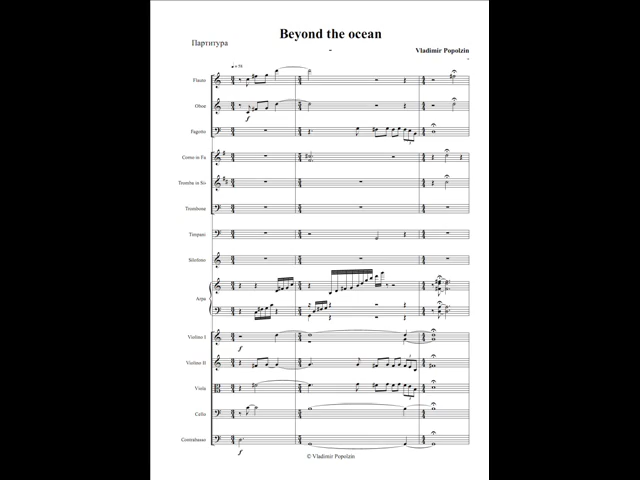 Beyond the ocean
Партитура
-
Vladimir Popolzin
Flauto
Oboe
Fagotto
Corno in Fa
Tromba in Sib
Trombone
Timpani
Silofono
Arpa
Violino I
Violino II
Viola
Cello
Contrabasso
© Vladimir Popolzin